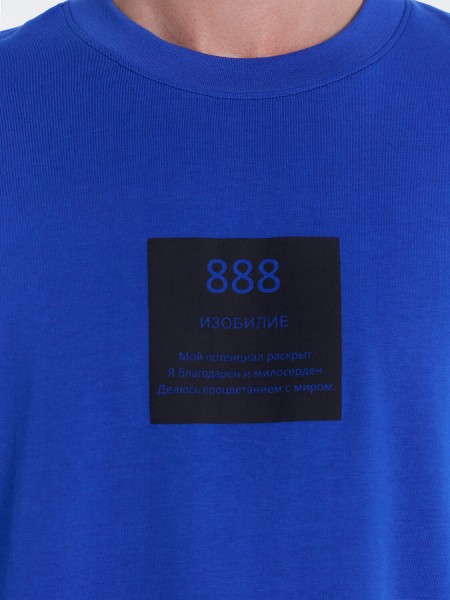 888
ИЗОБИЛИЕ
Мой потенциал раскрыт.
Я благодарен и милосерден.
Делюсь процветанием с миром.